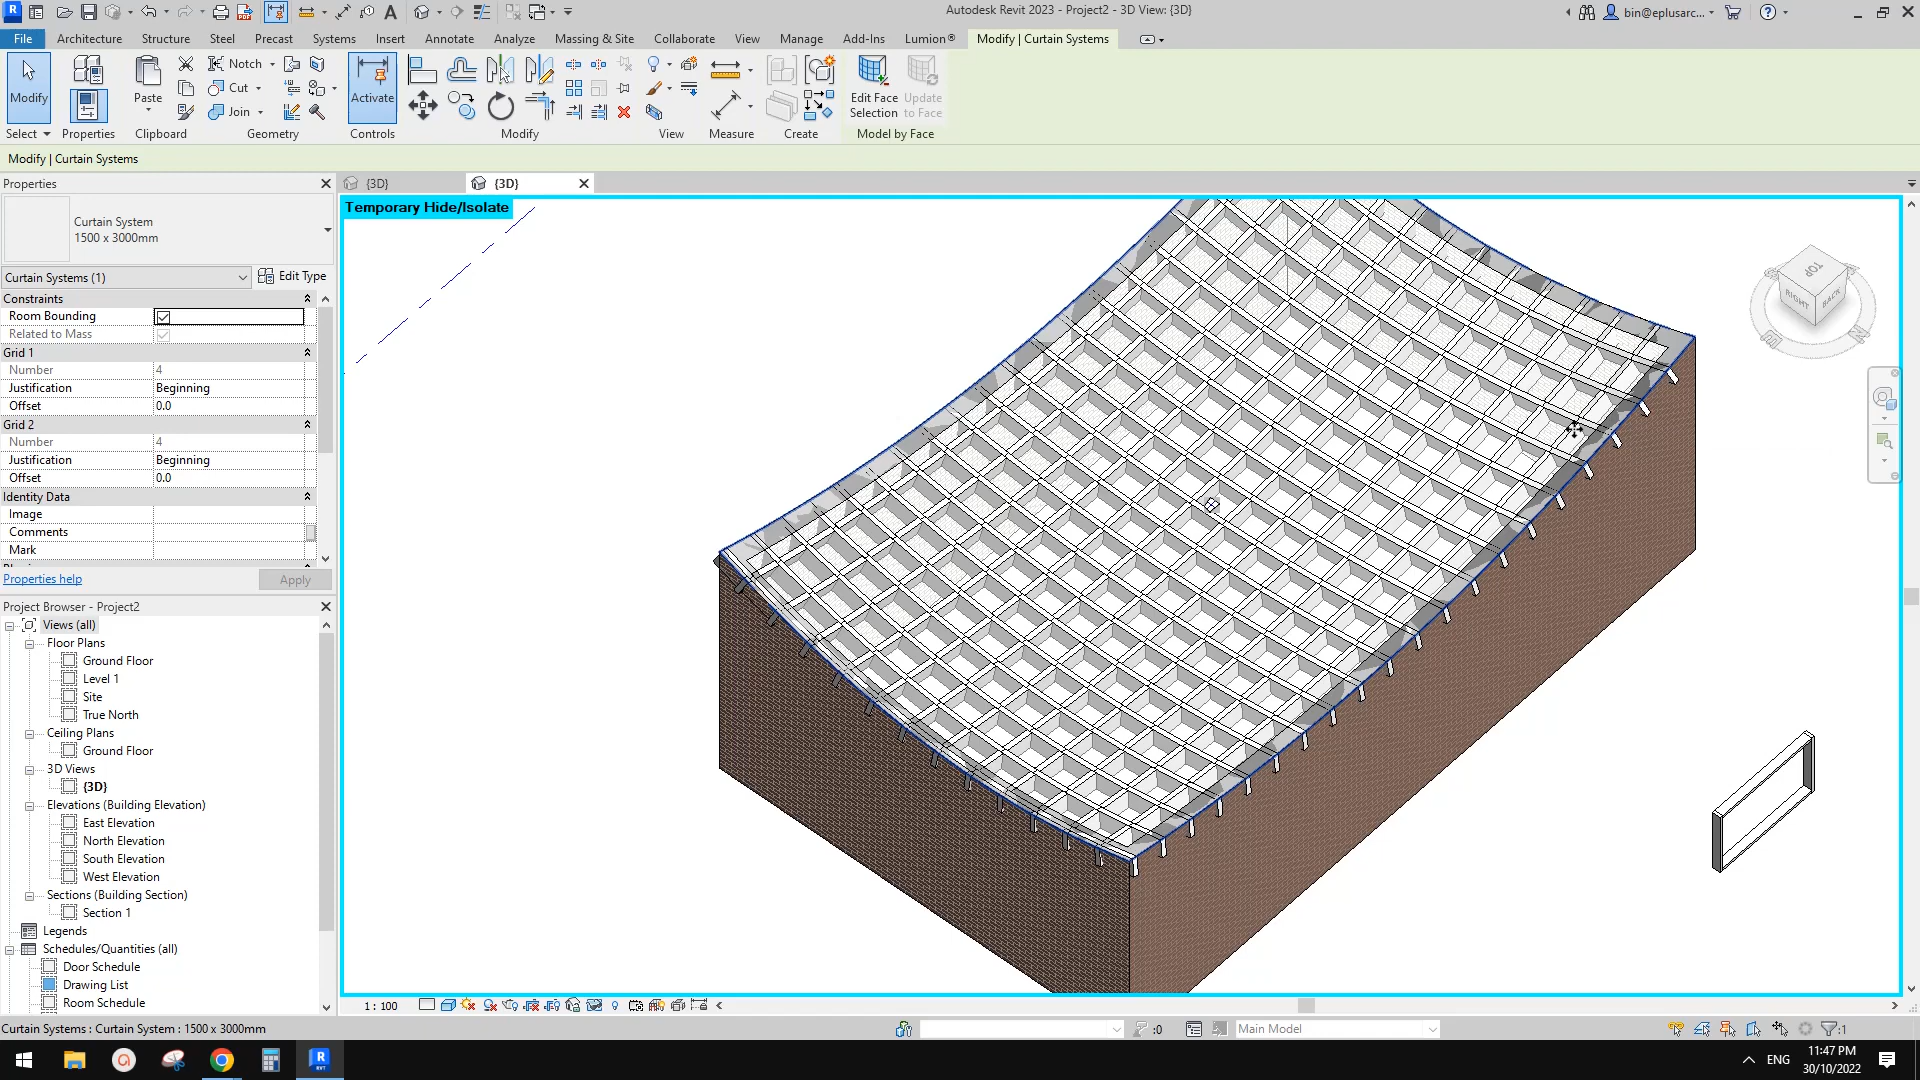 Autodesk Revit 2023 - Project2 - 3D View: {3D}
bin@eplusarc...
File Architecture Structure Steel Precast Systems Insert Annotate Analyze Massing & Site Collaborate View Manage Add-Ins Lumion® Modify | Curtain Systems
Modify
Select
Properties
Paste
Clipboard
Notch
Cut
Join
Geometry
Activate
Controls
Modify
View
Measure
Create
Edit Face
Selection
Update
to Face
Model by Face
Modify | Curtain Systems
Properties
{3D}
{3D}
Temporary Hide/Isolate
Curtain System
1500 x 3000mm
Curtain Systems (1)
Edit Type
Constraints
Room Bounding
Related to Mass
Grid 1
Number 4
Justification Beginning
Offset 0.0
Grid 2
Number 4
Justification Beginning
Offset 0.0
Identity Data
Image
Comments
Mark
Properties help
Apply
Project Browser - Project2
Views (all)
Floor Plans
Ground Floor
Level 1
Site
True North
Ceiling Plans
Ground Floor
3D Views
{3D}
Elevations (Building Elevation)
East Elevation
North Elevation
South Elevation
West Elevation
Sections (Building Section)
Section 1
Legends
Schedules/Quantities (all)
Door Schedule
Drawing List
Room Schedule
TOP
RIGHT
BACK
1 : 100
Curtain Systems : Curtain System : 1500 x 3000mm
:0
Main Model
:1
ENG
11:47 PM
30/10/2022